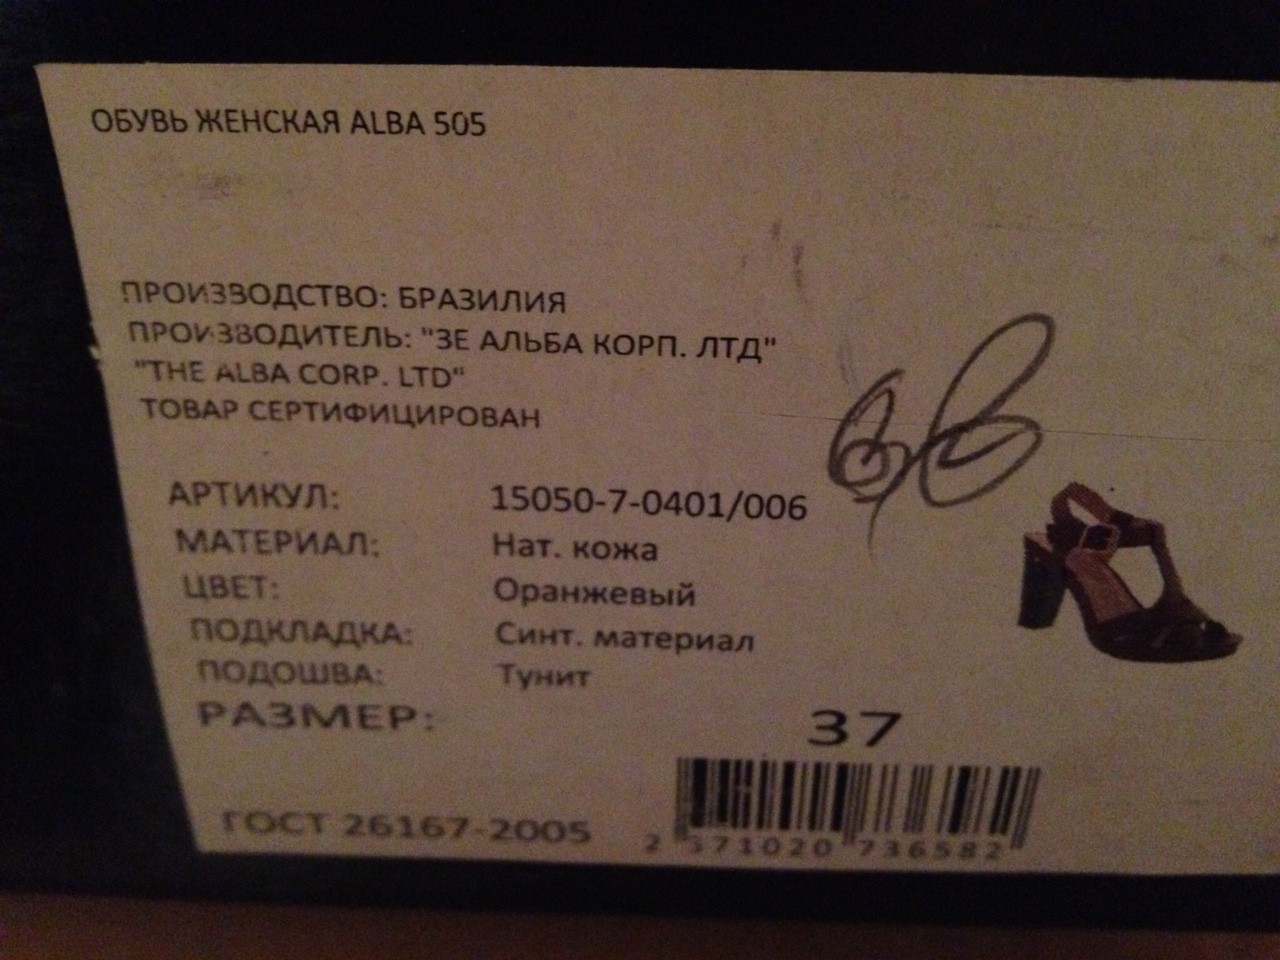 ОБУВЬ ЖЕНСКАЯ ALBA 505
ПРОИЗВОДСТВО: БРАЗИЛИЯ
ПРОИЗВОДИТЕЛЬ: "ЗЕ АЛЬБА КОРП. ЛТД"
"THE ALBA CORP. LTD"
ТОВАР СЕРТИФИЦИРОВАН
АРТИКУЛ: 15050-7-0401/006
МАТЕРИАЛ: Нат. кожа
ЦВЕТ: Оранжевый
ПОДКЛАДКА: Синт. материал
ПОДОШВА: Тунит
РАЗМЕР: 37
ГОСТ 26167-2005
2 571020 736582